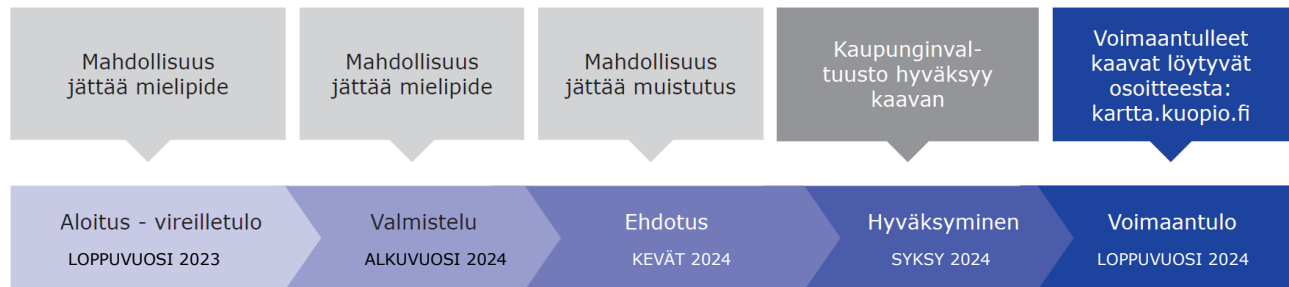 Mahdollisuus
jättää mielipide
Mahdollisuus
jättää mielipide
Mahdollisuus
jättää muistutus
Kaupunginval-
tuusto hyväksyy
kaavan
Voimaantulleet
kaavat löytyvät
osoitteesta:
kartta.kuopio.fi
Aloitus - vireilletulo
LOPPUVUOSI 2023
Valmistelu
ALKUVUOSI 2024
Ehdotus
KEVÄT 2024
Hyväksyminen
SYKSY 2024
Voimaantulo
LOPPUVUOSI 2024